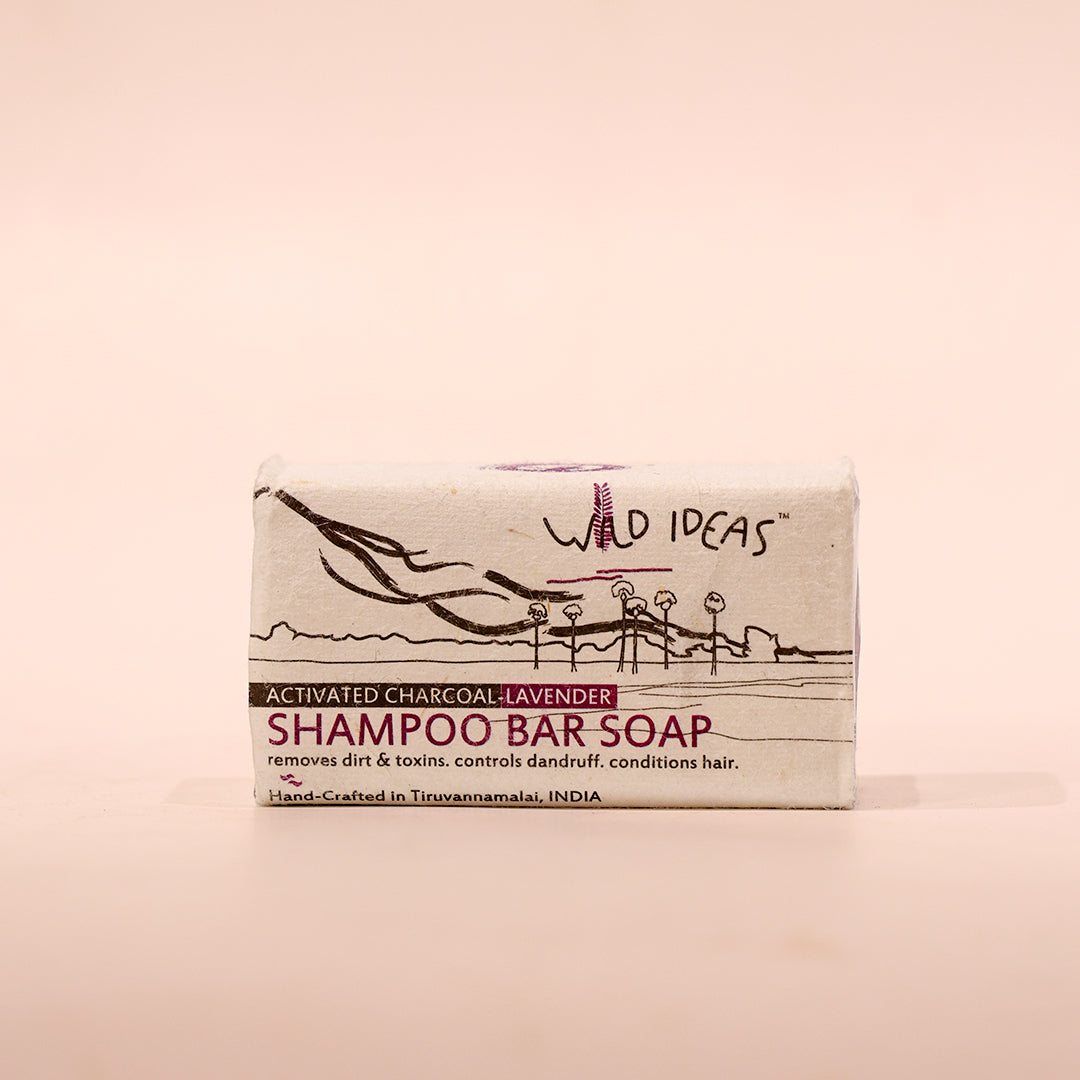 WILD IDEAS™
ACTIVATED CHARCOAL-LAVENDER
SHAMPOO BAR SOAP
removes dirt & toxins. controls dandruff. conditions hair.
Hand-Crafted in Tiruvannamalai, INDIA